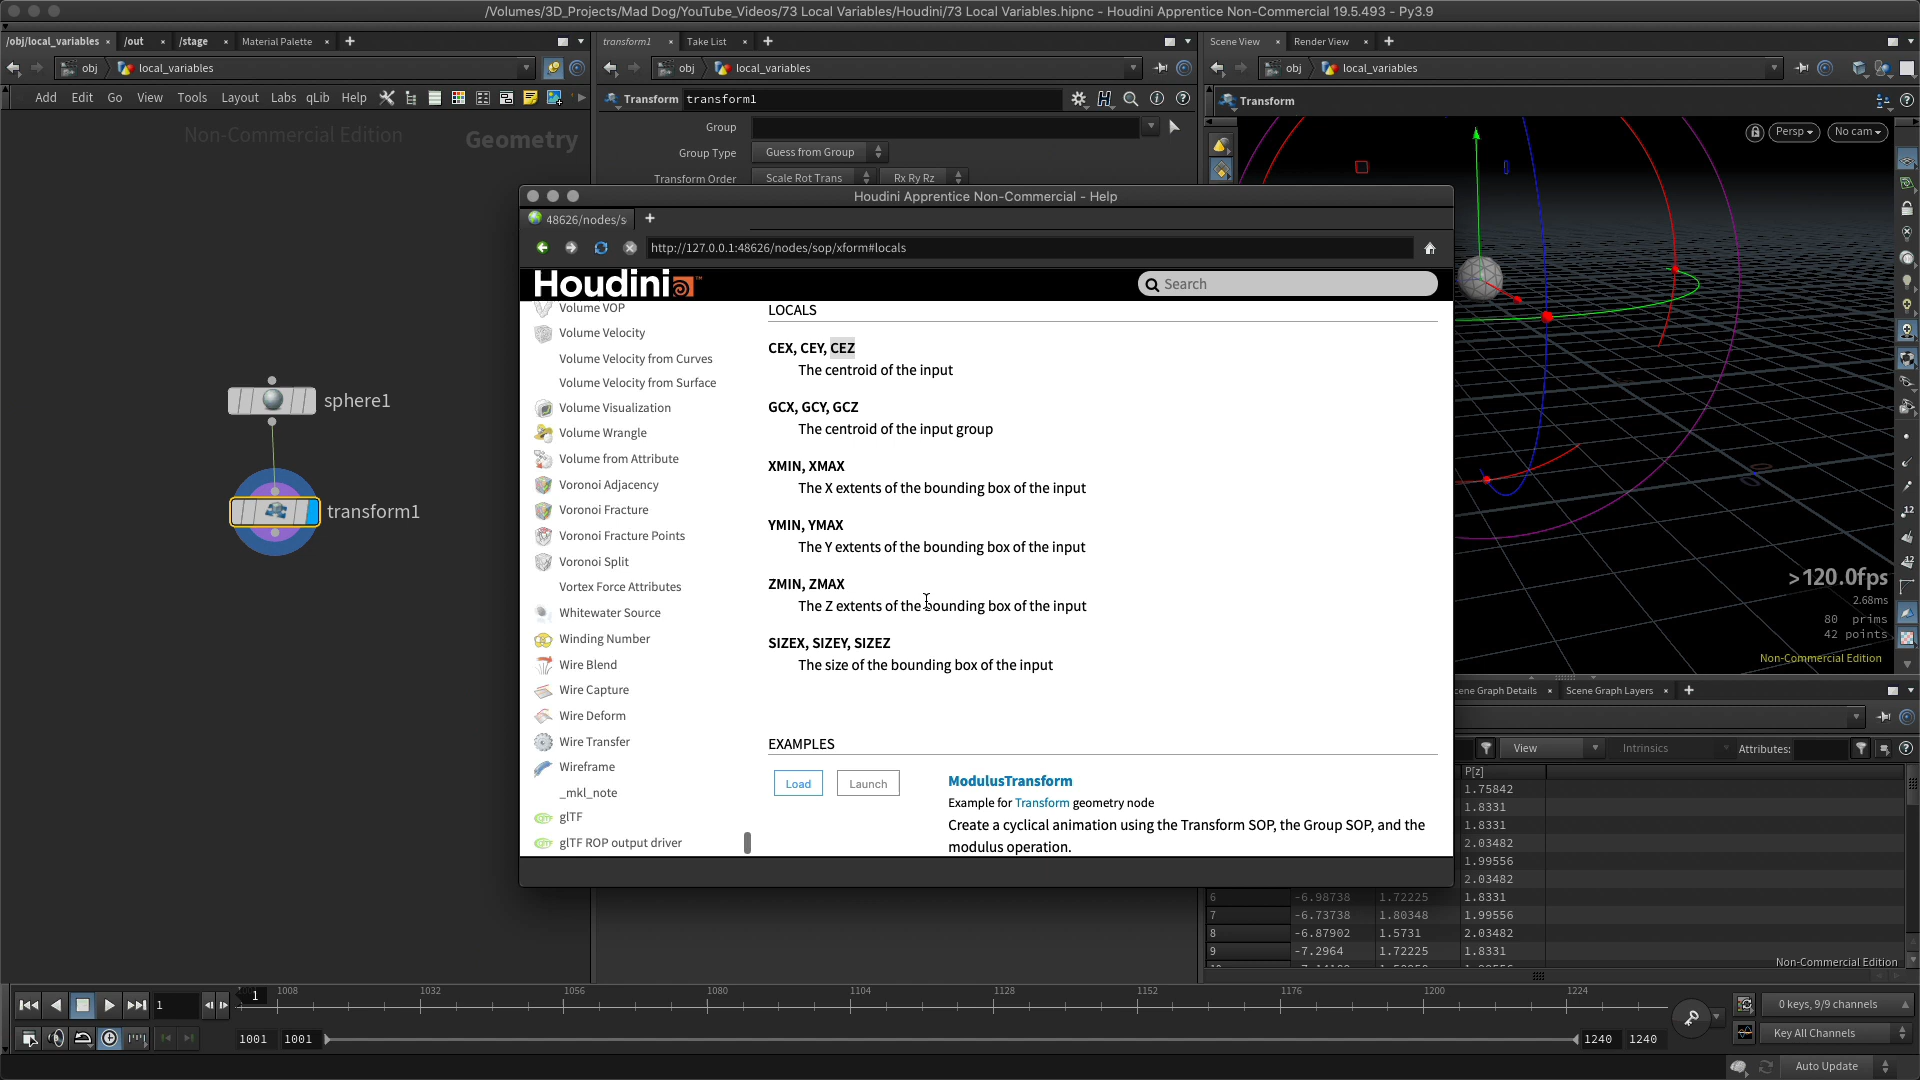 /Volumes/3D_Projects/Mad Dog/YouTube_Videos/73 Local Variables/Houdini/73 Local Variables.hipnc - Houdini Apprentice Non-Commercial 19.5.493 - Py3.9
/obj/local_variables × /out × /stage × Material Palette × +
obj local_variables
Add Edit Go View Tools Layout Labs qLib Help
Non-Commercial Edition
Geometry
sphere1
transform1
transform1 × Take List × +
obj local_variables
Transform transform1
Group
Group Type Guess from Group
Transform Order Scale Rot Trans Rx Ry Rz
Scene View × Render View × +
obj local_variables
Transform
Persp No cam
>120.0fps
2.68ms
80 prims
42 points
Non-Commercial Edition
Houdini Apprentice Non-Commercial - Help
48626/nodes/s +
http://127.0.0.1:48626/nodes/sop/xform#locals
Houdini™
Search
Volume VOP
Volume Velocity
Volume Velocity from Curves
Volume Velocity from Surface
Volume Visualization
Volume Wrangle
Volume from Attribute
Voronoi Adjacency
Voronoi Fracture
Voronoi Fracture Points
Voronoi Split
Vortex Force Attributes
Whitewater Source
Winding Number
Wire Blend
Wire Capture
Wire Deform
Wire Transfer
Wireframe
_mkl_note
glTF
glTF ROP output driver
LOCALS
CEX, CEY, CEZ
The centroid of the input
GCX, GCY, GCZ
The centroid of the input group
XMIN, XMAX
The X extents of the bounding box of the input
YMIN, YMAX
The Y extents of the bounding box of the input
ZMIN, ZMAX
The Z extents of the bounding box of the input
SIZEX, SIZEY, SIZEZ
The size of the bounding box of the input
EXAMPLES
Load Launch
ModulusTransform
Example for Transform geometry node
Create a cyclical animation using the Transform SOP, the Group SOP, and the
modulus operation.
cene Graph Details × Scene Graph Layers × +
View Intrinsics Attributes:
P[z]
1.75842
1.8331
1.8331
2.03482
1.99556
2.03482
6 -6.98738 1.72225 1.8331
7 -6.73738 1.80348 1.99556
8 -6.87902 1.5731 2.03482
9 -7.2964 1.72225 1.8331
Non-Commercial Edition
1 1 1008 1032 1056 1080 1104 1128 1152 1176 1200 1224
0 keys, 9/9 channels
1001 1001 1240 1240
Key All Channels
Auto Update